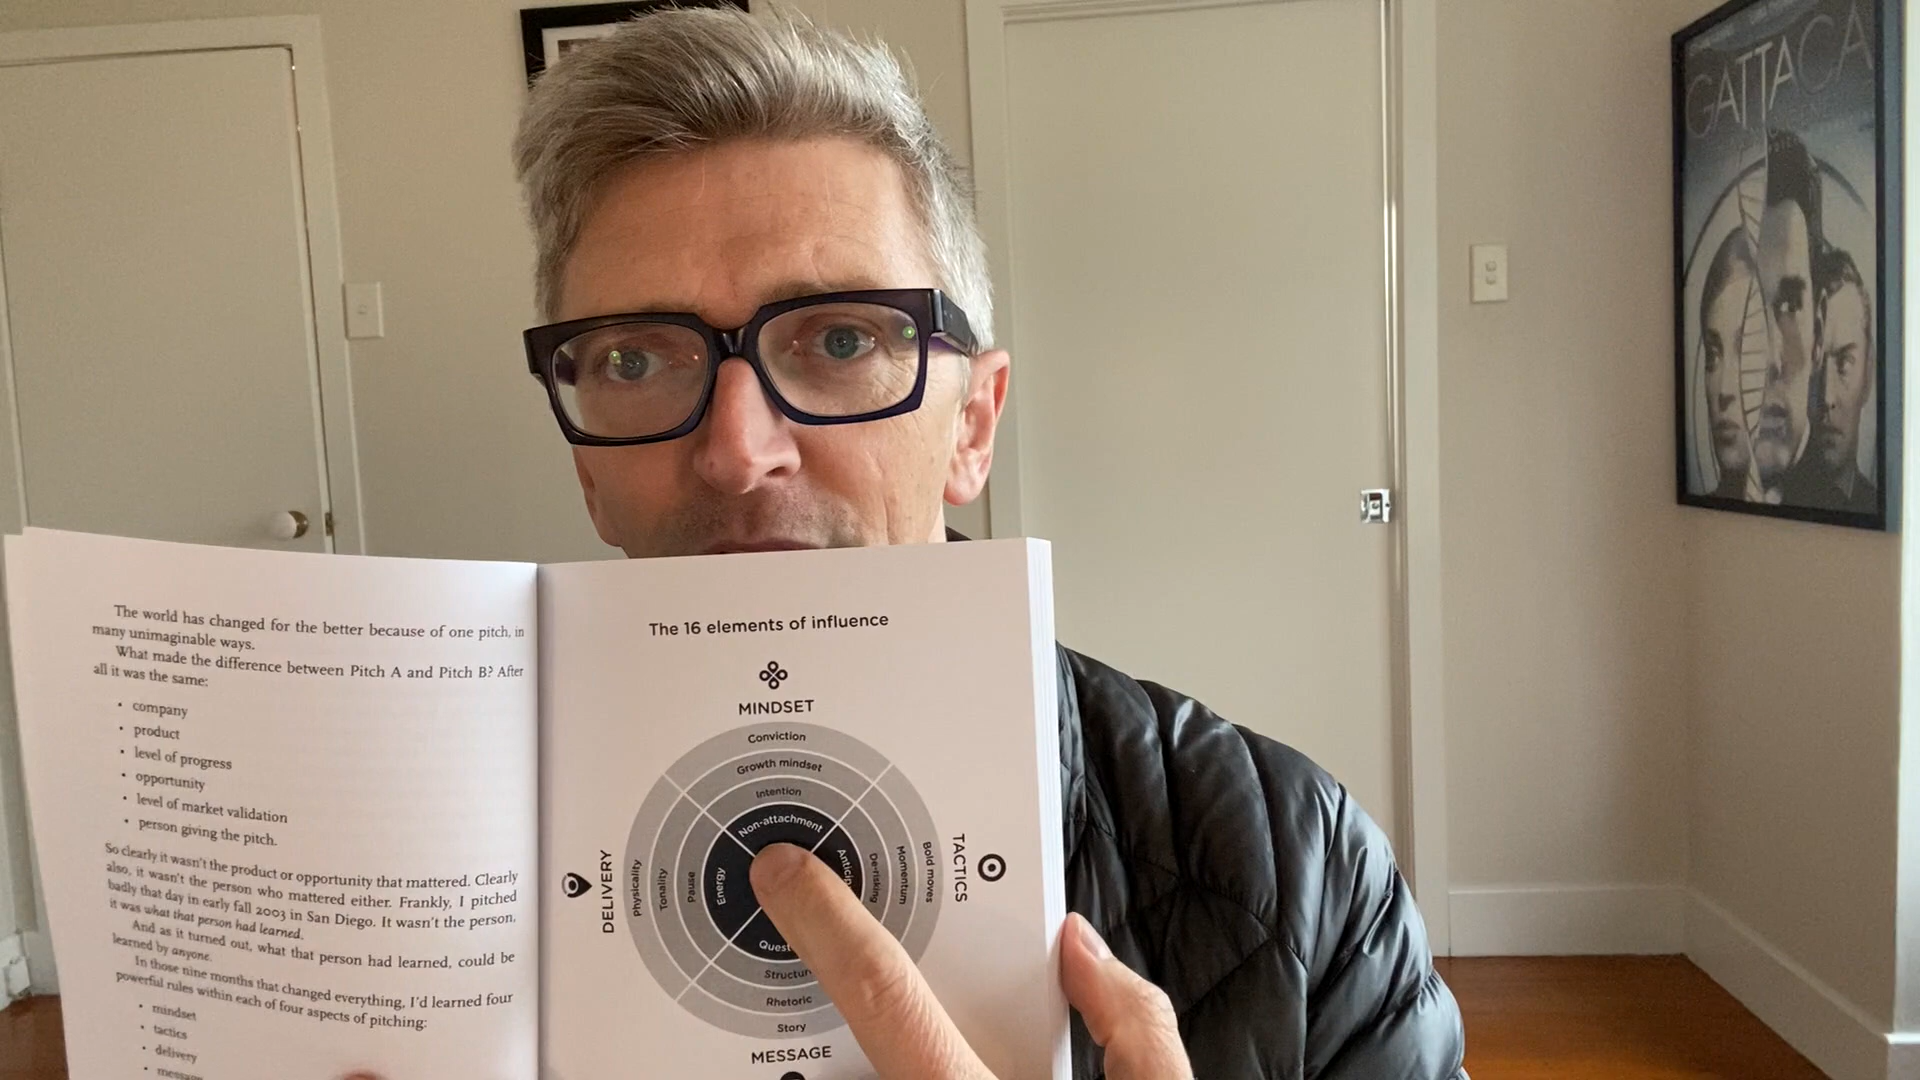 GATTACA
The world has changed for the better because of one pitch, in
many unimaginable ways.
What made the difference between Pitch A and Pitch B? After
all it was the same:
• company
• product
• level of progress
• opportunity
• level of market validation
• person giving the pitch.
So clearly it wasn't the product or opportunity that mattered. Clearly
also, it wasn't the person who mattered either. Frankly, I pitched
badly that day in early fall 2003 in San Diego. It wasn't the person,
it was what that person had learned.
And as it turned out, what that person had learned, could be
learned by anyone.
In those nine months that changed everything, I'd learned four
powerful rules within each of four aspects of pitching:
• mindset
• tactics
• delivery
• message
The 16 elements of influence
MINDSET
Conviction
Growth mindset
Intention
Non-attachment
DELIVERY
Physicality
Tonality
Pause
Energy
Anticip
De-risking
Momentum
Bold moves
TACTICS
Quest
Structur
Rhetoric
Story
MESSAGE